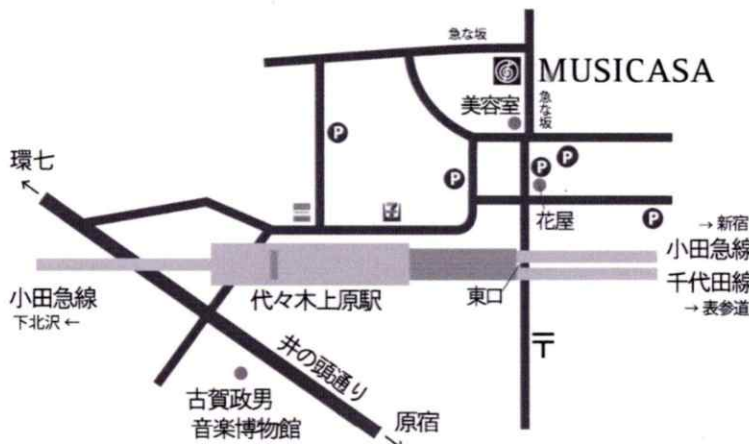 急な坂
MUSICASA
美容室
急な坂
P
P
P
P
P
環七
花屋
→ 新宿
小田急線
千代田線
→ 表参道
小田急線
下北沢 ←
代々木上原駅
東口
〒
井の頭通り
古賀政男
音楽博物館
原宿